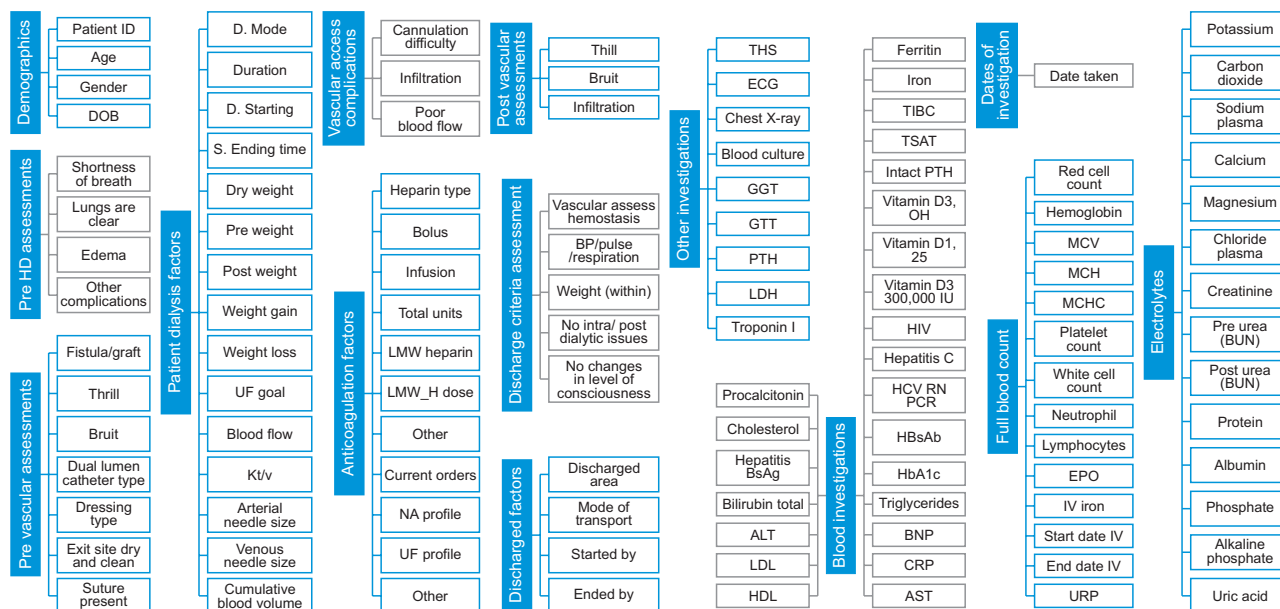 Demographics
Patient ID
Age
Gender
DOB
Pre HD assessments
Shortness
of breath
Lungs are
clear
Edema
Other
complications
Pre vascular assessments
Fistula/graft
Thrill
Bruit
Dual lumen
catheter type
Dressing
type
Exit site dry
and clean
Suture
present
Patient dialysis factors
D. Mode
Duration
D. Starting
S. Ending time
Dry weight
Pre weight
Post weight
Weight gain
Weight loss
UF goal
Blood flow
Kt/v
Arterial
needle size
Venous
needle size
Cumulative
blood volume
Vascular access
complications
Cannulation
difficulty
Infiltration
Poor
blood flow
Anticoagulation factors
Heparin type
Bolus
Infusion
Total units
LMW heparin
LMW_H dose
Other
Current orders
NA profile
UF profile
Other
Post vascular
assessments
Thill
Bruit
Infiltration
Discharge criteria assessment
Vascular assess
hemostasis
BP/pulse
/respiration
Weight (within)
No intra/ post
dialytic issues
No changes
in level of
consciousness
Discharged factors
Discharged
area
Mode of
transport
Started by
Ended by
Other investigations
THS
ECG
Chest X-ray
Blood culture
GGT
GTT
PTH
LDH
Troponin I
Procalcitonin
Cholesterol
Hepatitis
BsAg
Bilirubin total
ALT
LDL
HDL
Blood investigations
Ferritin
Iron
TIBC
TSAT
Intact PTH
Vitamin D3,
OH
Vitamin D1,
25
Vitamin D3
300,000 IU
HIV
Hepatitis C
HCV RN
PCR
HBsAb
HbA1c
Triglycerides
BNP
CRP
AST
Dates of
investigation
Date taken
Full blood count
Red cell
count
Hemoglobin
MCV
MCH
MCHC
Platelet
count
White cell
count
Neutrophil
Lymphocytes
EPO
IV iron
Start date IV
End date IV
URP
Electrolytes
Potassium
Carbon
dioxide
Sodium
plasma
Calcium
Magnesium
Chloride
plasma
Creatinine
Pre urea
(BUN)
Post urea
(BUN)
Protein
Albumin
Phosphate
Alkaline
phosphate
Uric acid